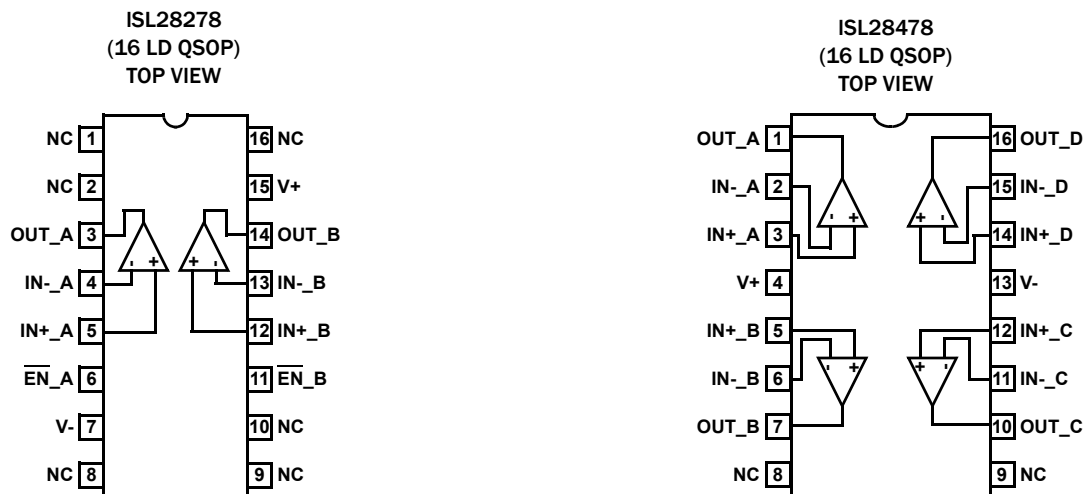 ISL28278
(16 LD QSOP)
TOP VIEW
NC 1 16 NC
NC 2 15 V+
OUT_A 3 14 OUT_B
- + + -
IN-_A 4 13 IN-_B
IN+_A 5 12 IN+_B
EN_A 6 11 EN_B
V- 7 10 NC
NC 8 9 NC
ISL28478
(16 LD QSOP)
TOP VIEW
OUT_A 1 16 OUT_D
IN-_A 2 15 IN-_D
- + + -
IN+_A 3 14 IN+_D
V+ 4 13 V-
IN+_B 5 12 IN+_C
- + + -
IN-_B 6 11 IN-_C
OUT_B 7 10 OUT_C
NC 8 9 NC